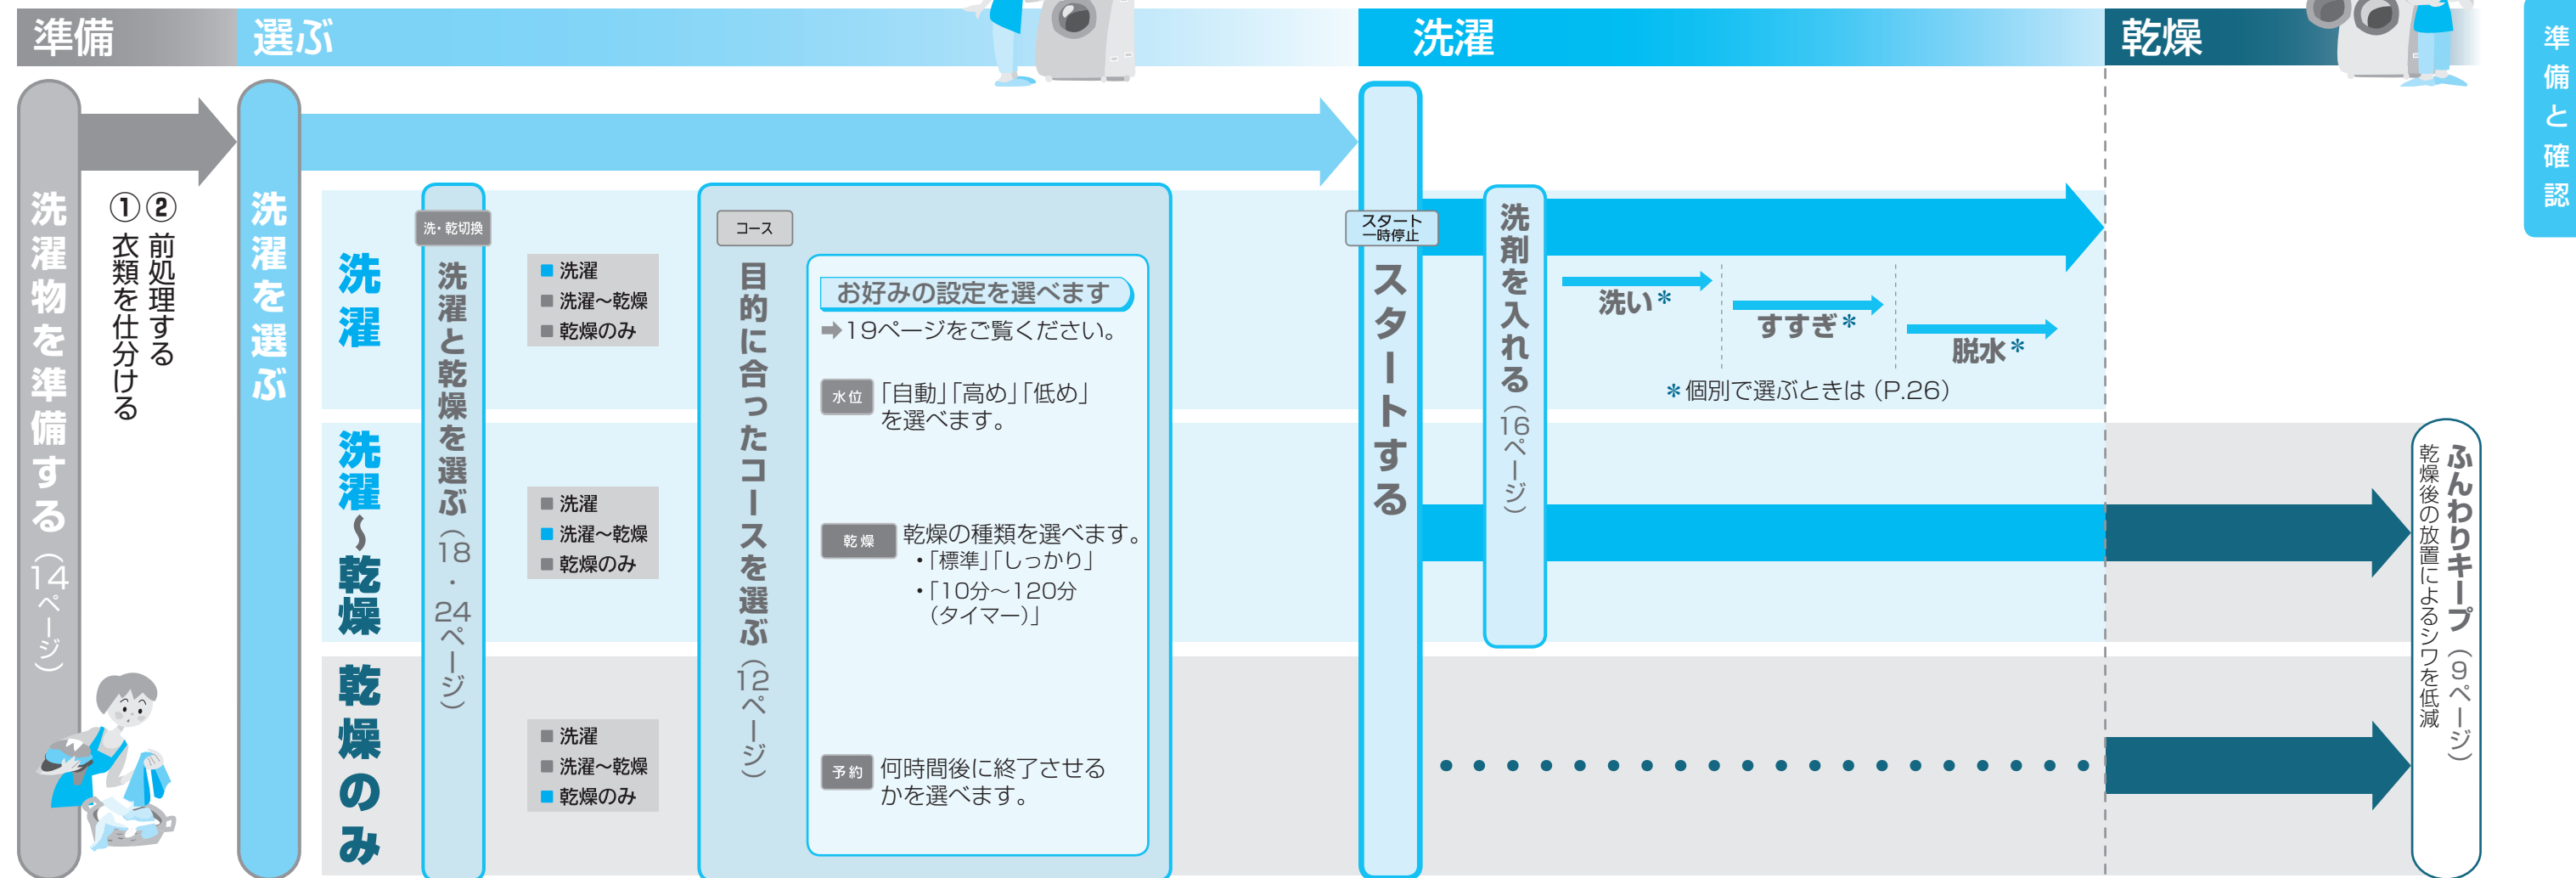 準備
選ぶ
洗濯
乾燥
準備と確認
洗濯物を準備する（14ページ）
①衣類を仕分ける
②前処理する
洗濯を選ぶ
洗濯
洗濯～乾燥
乾燥のみ
洗・乾切換
洗濯と乾燥を選ぶ（18・24ページ）
■洗濯
■洗濯～乾燥
■乾燥のみ
■洗濯
■洗濯～乾燥
■乾燥のみ
■洗濯
■洗濯～乾燥
■乾燥のみ
コース
目的に合ったコースを選ぶ（12ページ）
お好みの設定を選べます
➡19ページをご覧ください。
水位 「自動」「高め」「低め」
を選べます。
乾燥 乾燥の種類を選べます。
・「標準」「しっかり」
・「10分～120分
（タイマー）」
予約 何時間後に終了させる
かを選べます。
スタート
一時停止
スタートする
洗剤を入れる（16ページ）
洗い＊
すすぎ＊
脱水＊
＊個別で選ぶときは（P.26）
ふんわりキープ（9ページ）
乾燥後の放置によるシワを低減